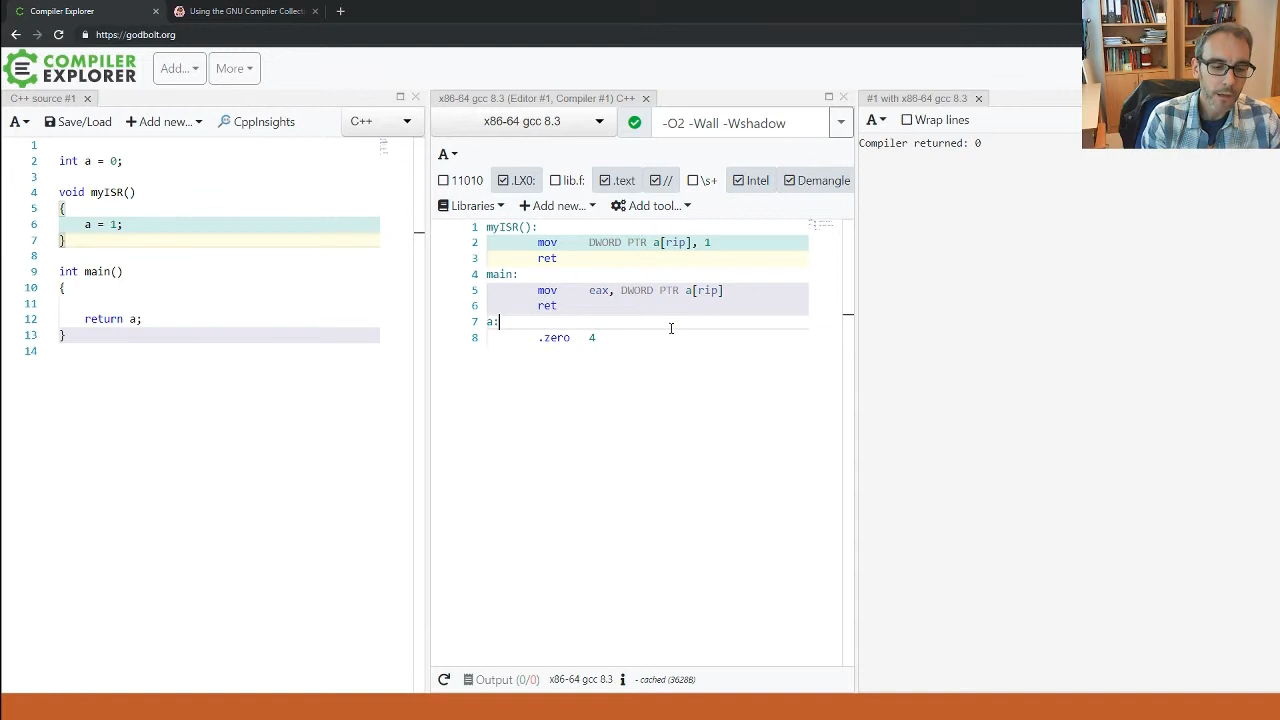 Compiler Explorer
Using the GNU Compiler Collect
https://godbolt.org
COMPILER
EXPLORER
Add...
More
C++ source #1
x86-64 gcc 8.3 (Editor #1, Compiler #1) C++
#1 with x86-64 gcc 8.3
A
Save/Load
Add new...
CppInsights
C++
x86-64 gcc 8.3
-O2 -Wall -Wshadow
A
Wrap lines
Compiler returned: 0
A
11010
.LX0:
lib.f:
.text
//
\s+
Intel
Demangle
Libraries
Add new...
Add tool...
1
2 int a = 0;
3
4 void myISR()
5 {
6 a = 1;
7 }
8
9 int main()
10 {
11
12 return a;
13 }
14
1 myISR():
2 mov DWORD PTR a[rip], 1
3 ret
4 main:
5 mov eax, DWORD PTR a[rip]
6 ret
7 a:
8 .zero 4
Output (0/0) x86-64 gcc 8.3 i - cached (36288)